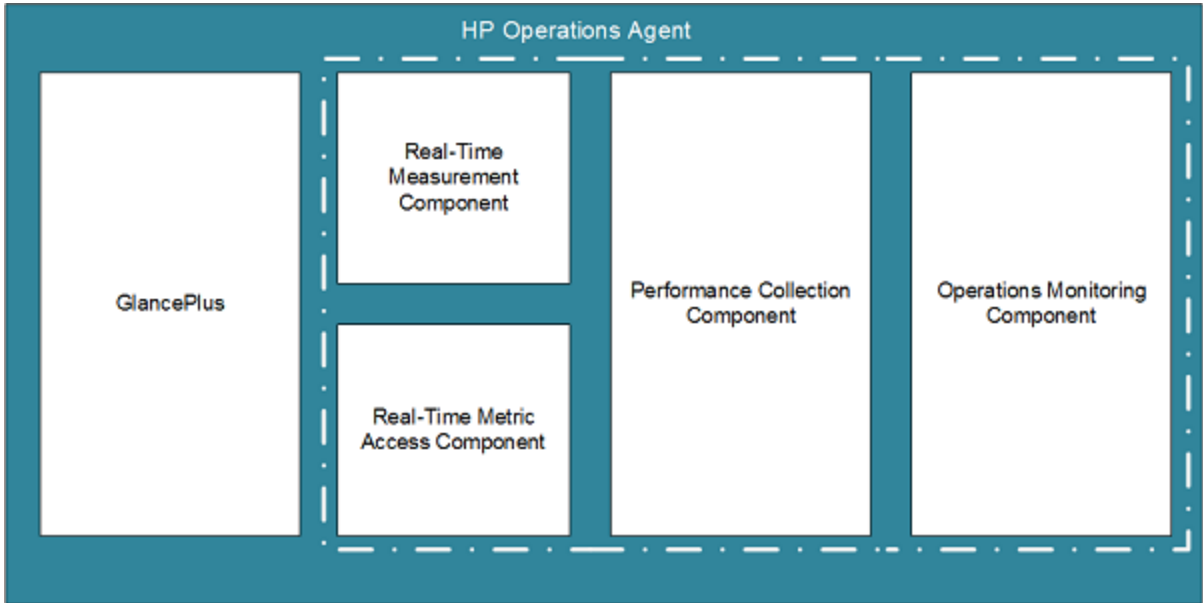 HP Operations Agent
GlancePlus
Real-Time
Measurement
Component
Real-Time Metric
Access Component
Performance Collection
Component
Operations Monitoring
Component